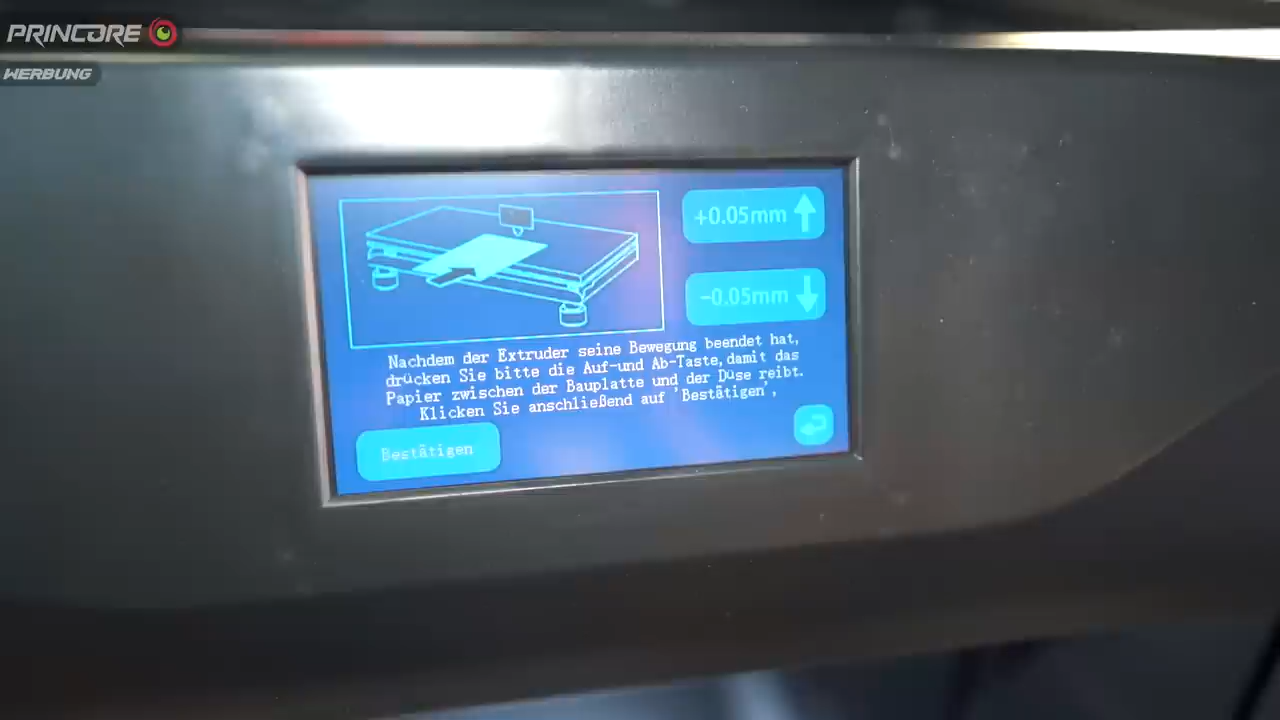 PRINCORE
WERBUNG
+0.05mm
-0.05mm
Nachdem der Extruder seine Bewegung beendet hat,
drücken Sie bitte die Auf-und Ab-Taste,damit das
Papier zwischen der Bauplatte und der Düse reibt.
Klicken Sie anschließend auf 'Bestätigen',
Bestätigen